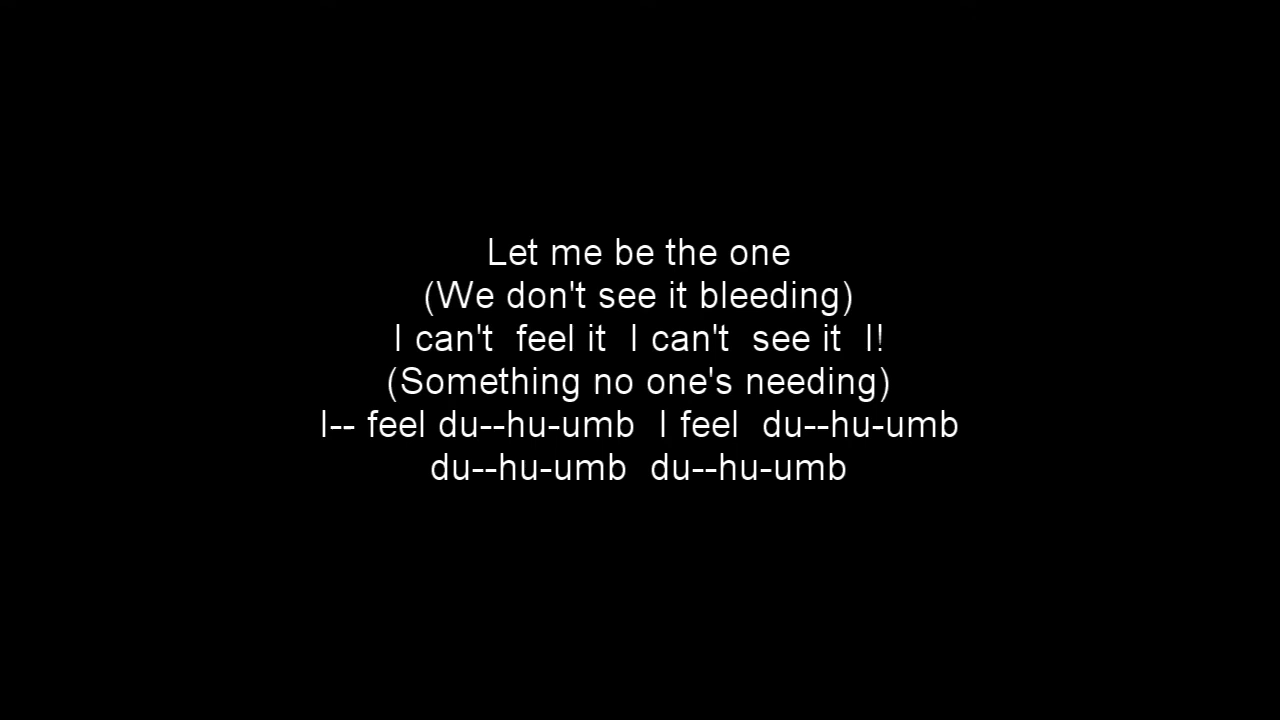 Let me be the one
(We don't see it bleeding)
I can't  feel it  I can't  see it  I!
(Something no one's needing)
I-- feel du--hu-umb  I feel  du--hu-umb
du--hu-umb  du--hu-umb